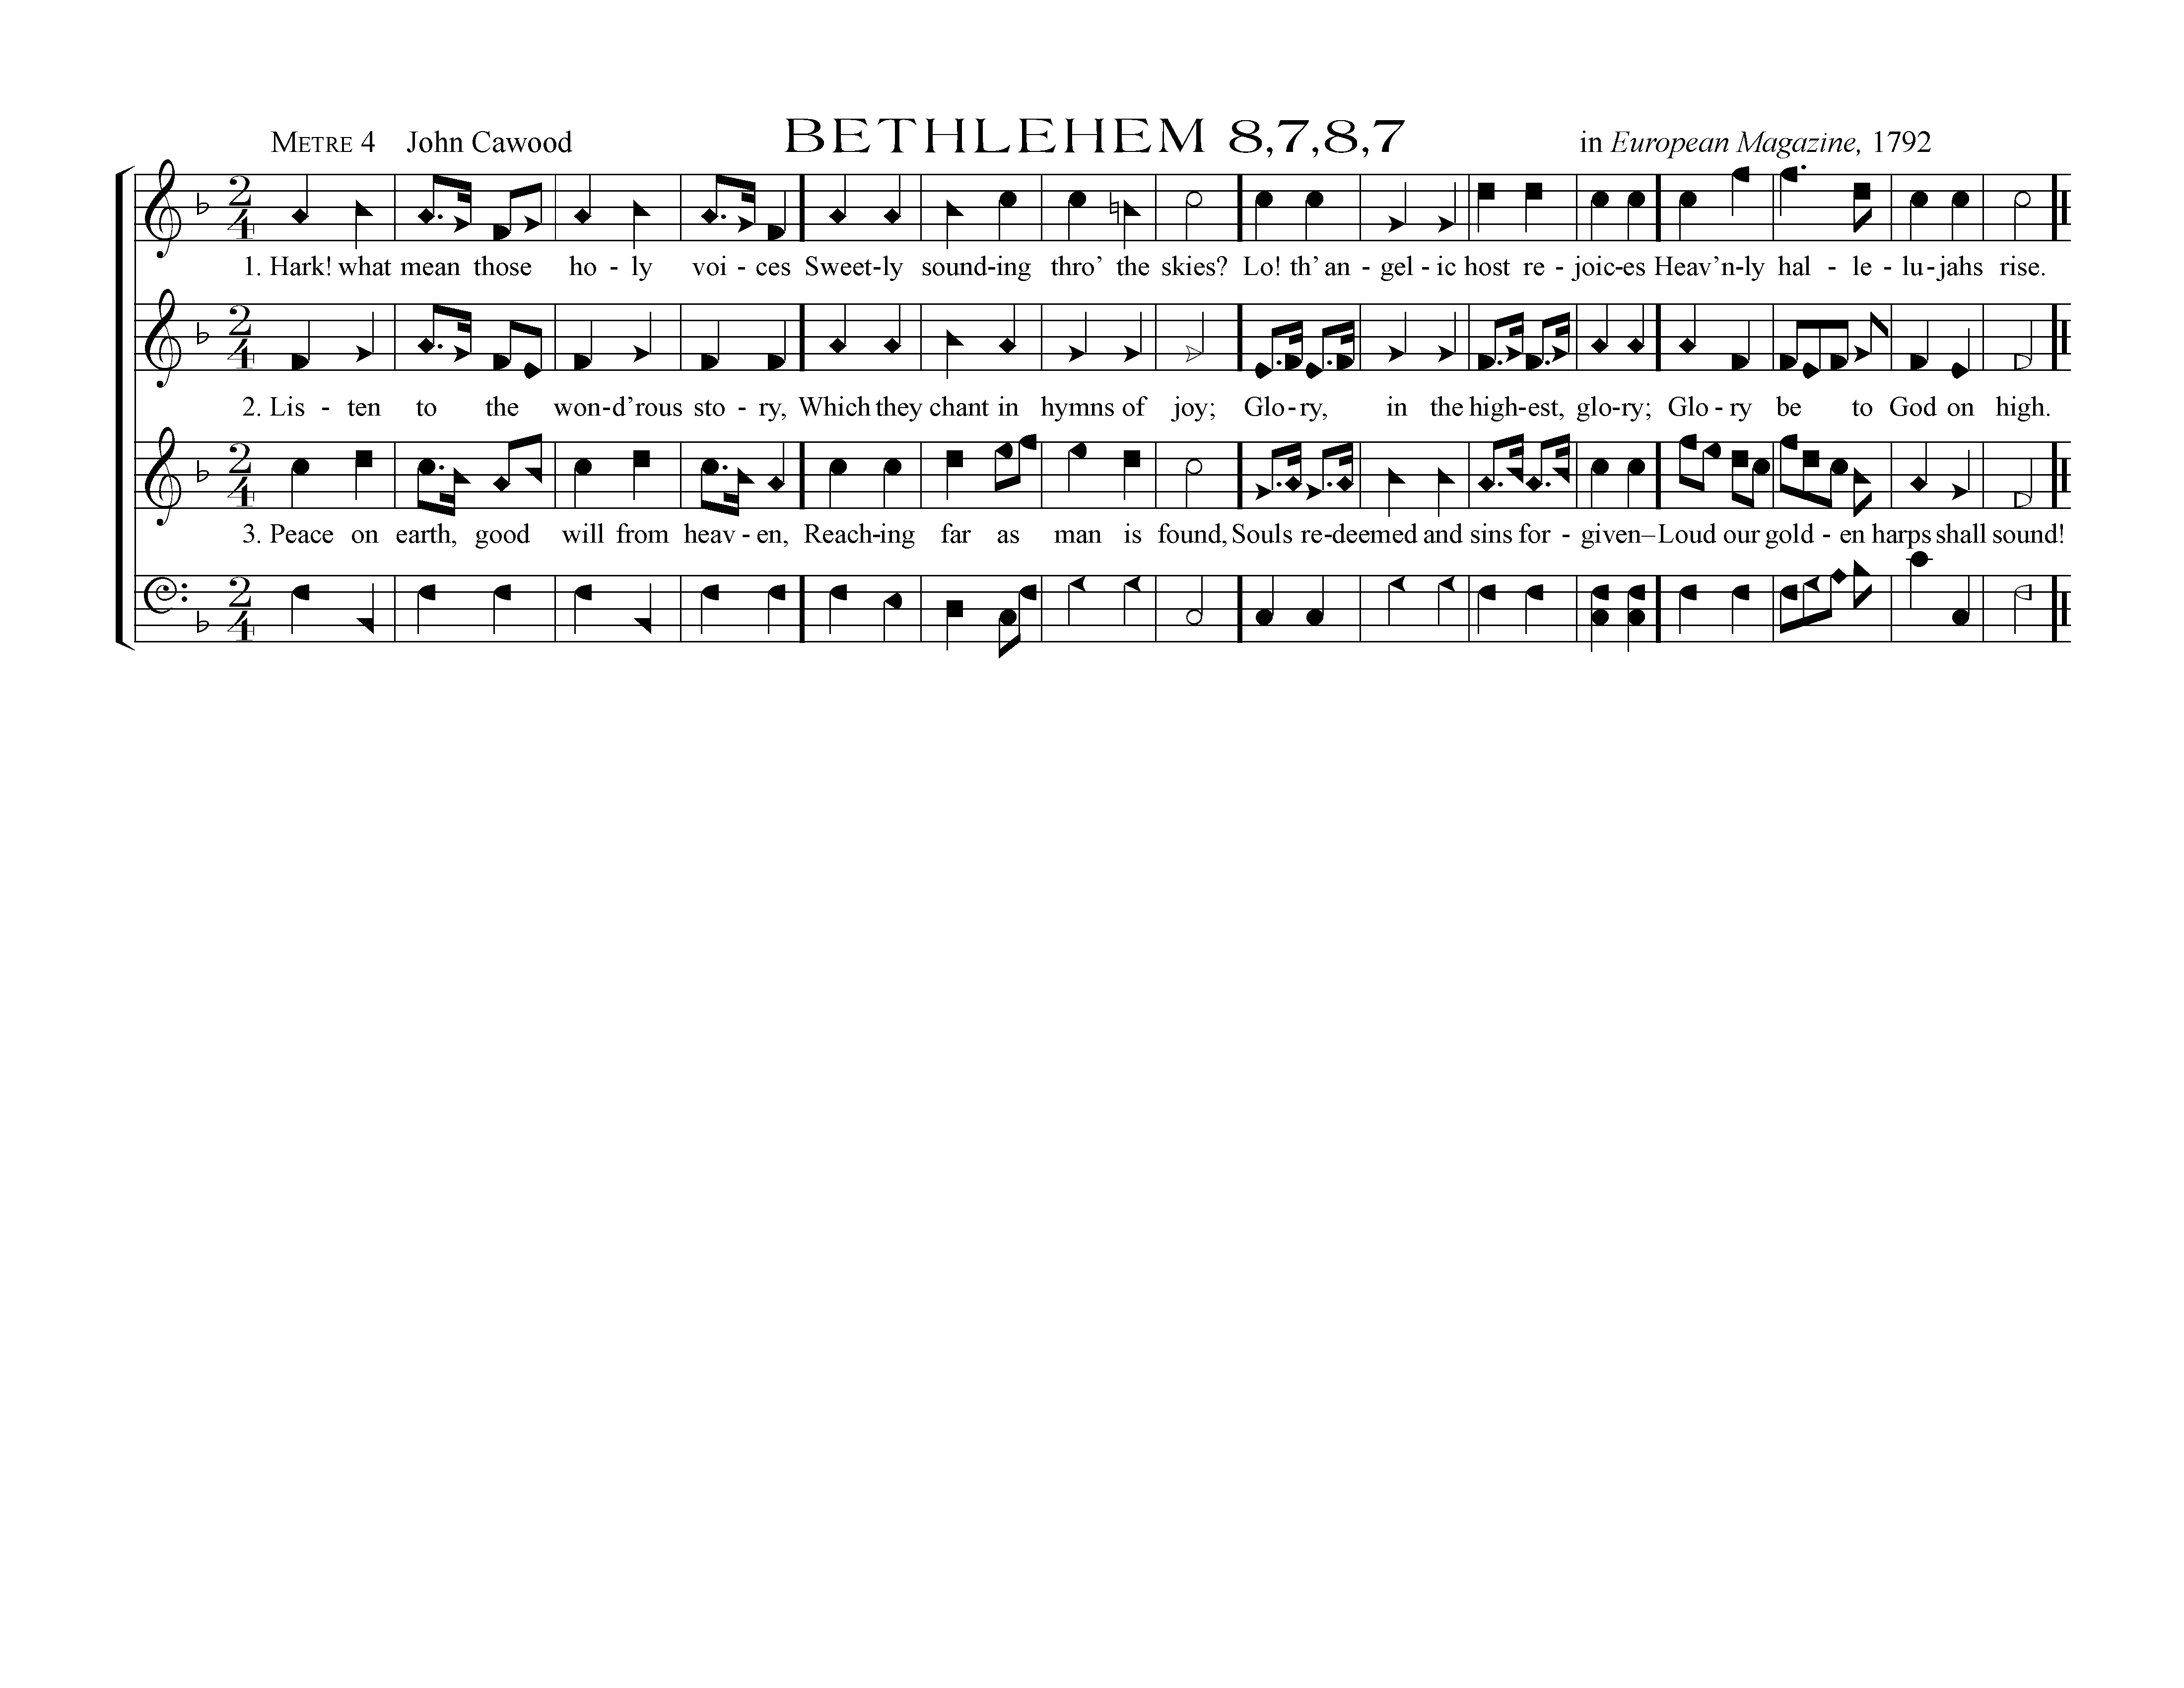 METRE 4 John Cawood BETHLEHEM 8,7,8,7 in European Magazine, 1792
1. Hark! what mean those ho - ly voi - ces Sweet-ly sound-ing thro' the skies? Lo! th' an - gel - ic host re - joic-es Heav'n-ly hal - le - lu-jahs rise.
2. Lis - ten to the won-d'rous sto - ry, Which they chant in hymns of joy; Glo-ry, in the high-est, glo-ry; Glo - ry be to God on high.
3. Peace on earth, good will from heav - en, Reach-ing far as man is found, Souls re-deemed and sins for - given– Loud our gold - en harps shall sound!